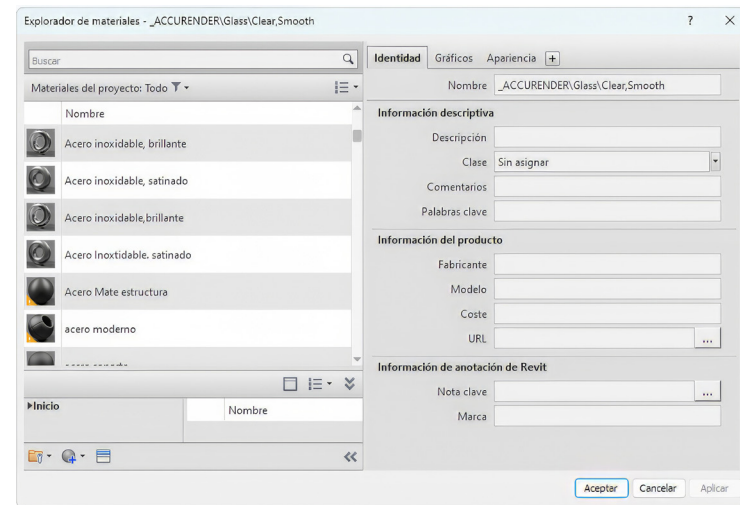 Explorador de materiales - _ACCURENDER\Glass\Clear,Smooth
Buscar
Materiales del proyecto: Todo
Nombre
Acero inoxidable, brillante
Acero inoxidable, satinado
Acero inoxidable,brillante
Acero Inoxtidable. satinado
Acero Mate estructura
acero moderno
Inicio
Nombre
Identidad Gráficos Apariencia
Nombre _ACCURENDER\Glass\Clear,Smooth
Información descriptiva
Descripción
Clase Sin asignar
Comentarios
Palabras clave
Información del producto
Fabricante
Modelo
Coste
URL ...
Información de anotación de Revit
Nota clave ...
Marca
Aceptar Cancelar Aplicar